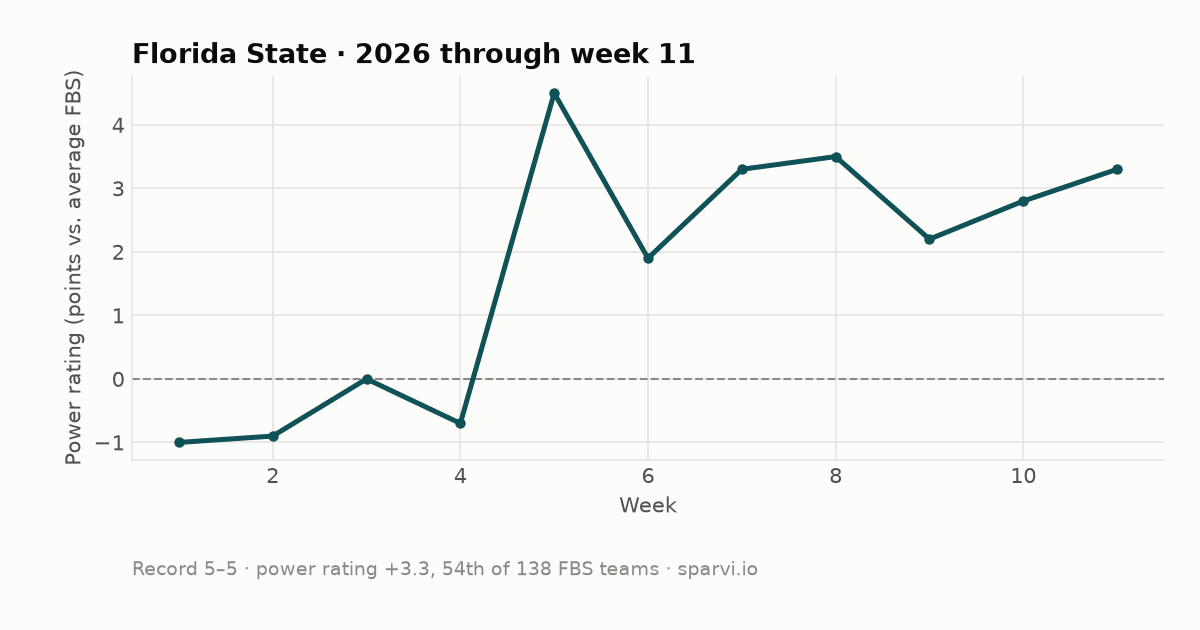 Florida State · 2026 through week 11
Power rating (points vs. average FBS)
4
3
2
1
0
−1
2 4 6 8 10
Week
Record 5–5 · power rating +3.3, 54th of 138 FBS teams · sparvi.io